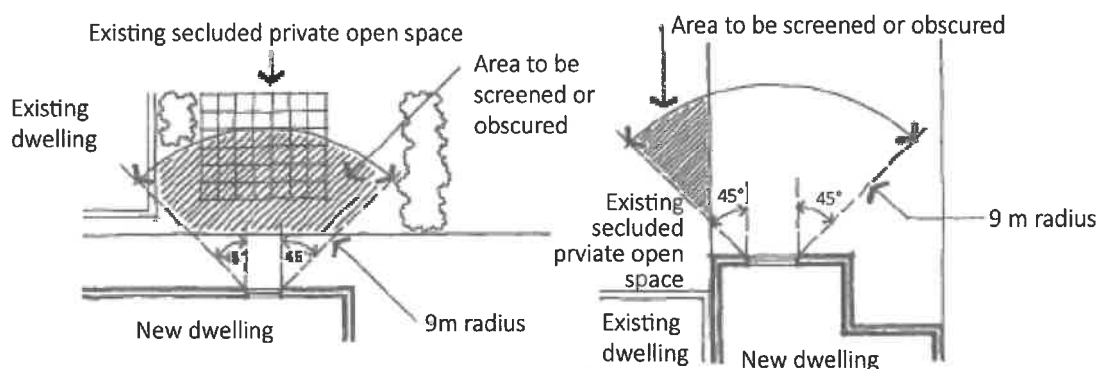 Existing secluded private open space
Existing
dwelling
Area to be
screened or
obscured
45
New dwelling
9m radius
Area to be screened or obscured
45°
45°
Existing
secluded
prviate open
space
9 m radius
Existing
dwelling
New dwelling